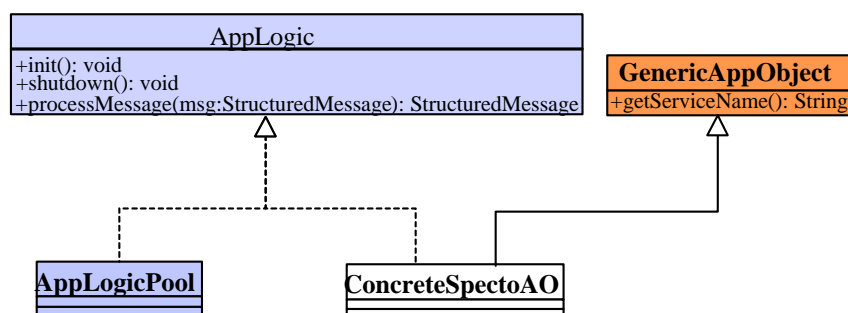 AppLogic
+init(): void
+shutdown(): void
+processMessage(msg:StructuredMessage): StructuredMessage
GenericAppObject
+getServiceName(): String
AppLogicPool
ConcreteSpectoAO